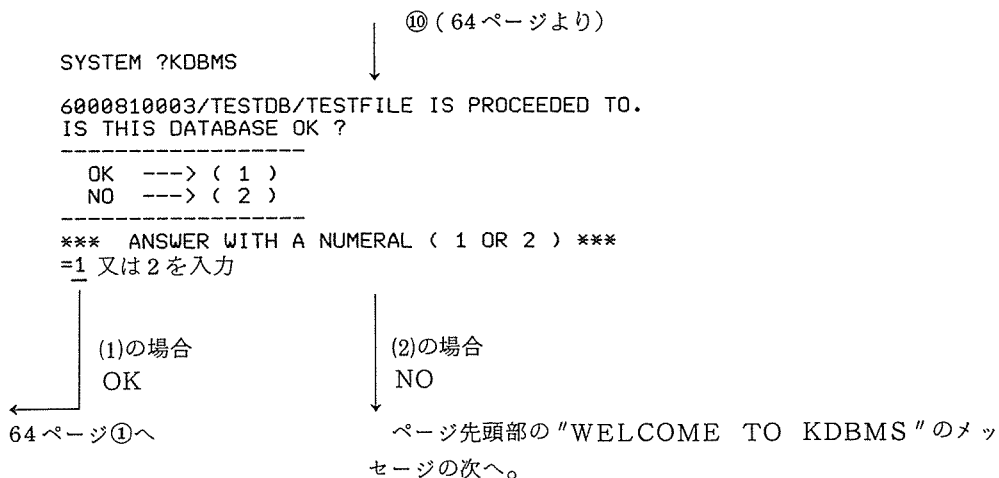 ⑩(64ページより)
SYSTEM ?KDBMS
6000810003/TESTDB/TESTFILE IS PROCEEDED TO.
IS THIS DATABASE OK ?
-------------------
OK ---> ( 1 )
NO ---> ( 2 )
-------------------
*** ANSWER WITH A NUMERAL ( 1 OR 2 ) ***
=1 又は2を入力
(1)の場合 (2)の場合
OK NO
64ページ①へ ページ先頭部の"WELCOME TO KDBMS"のメッ
セージの次へ。